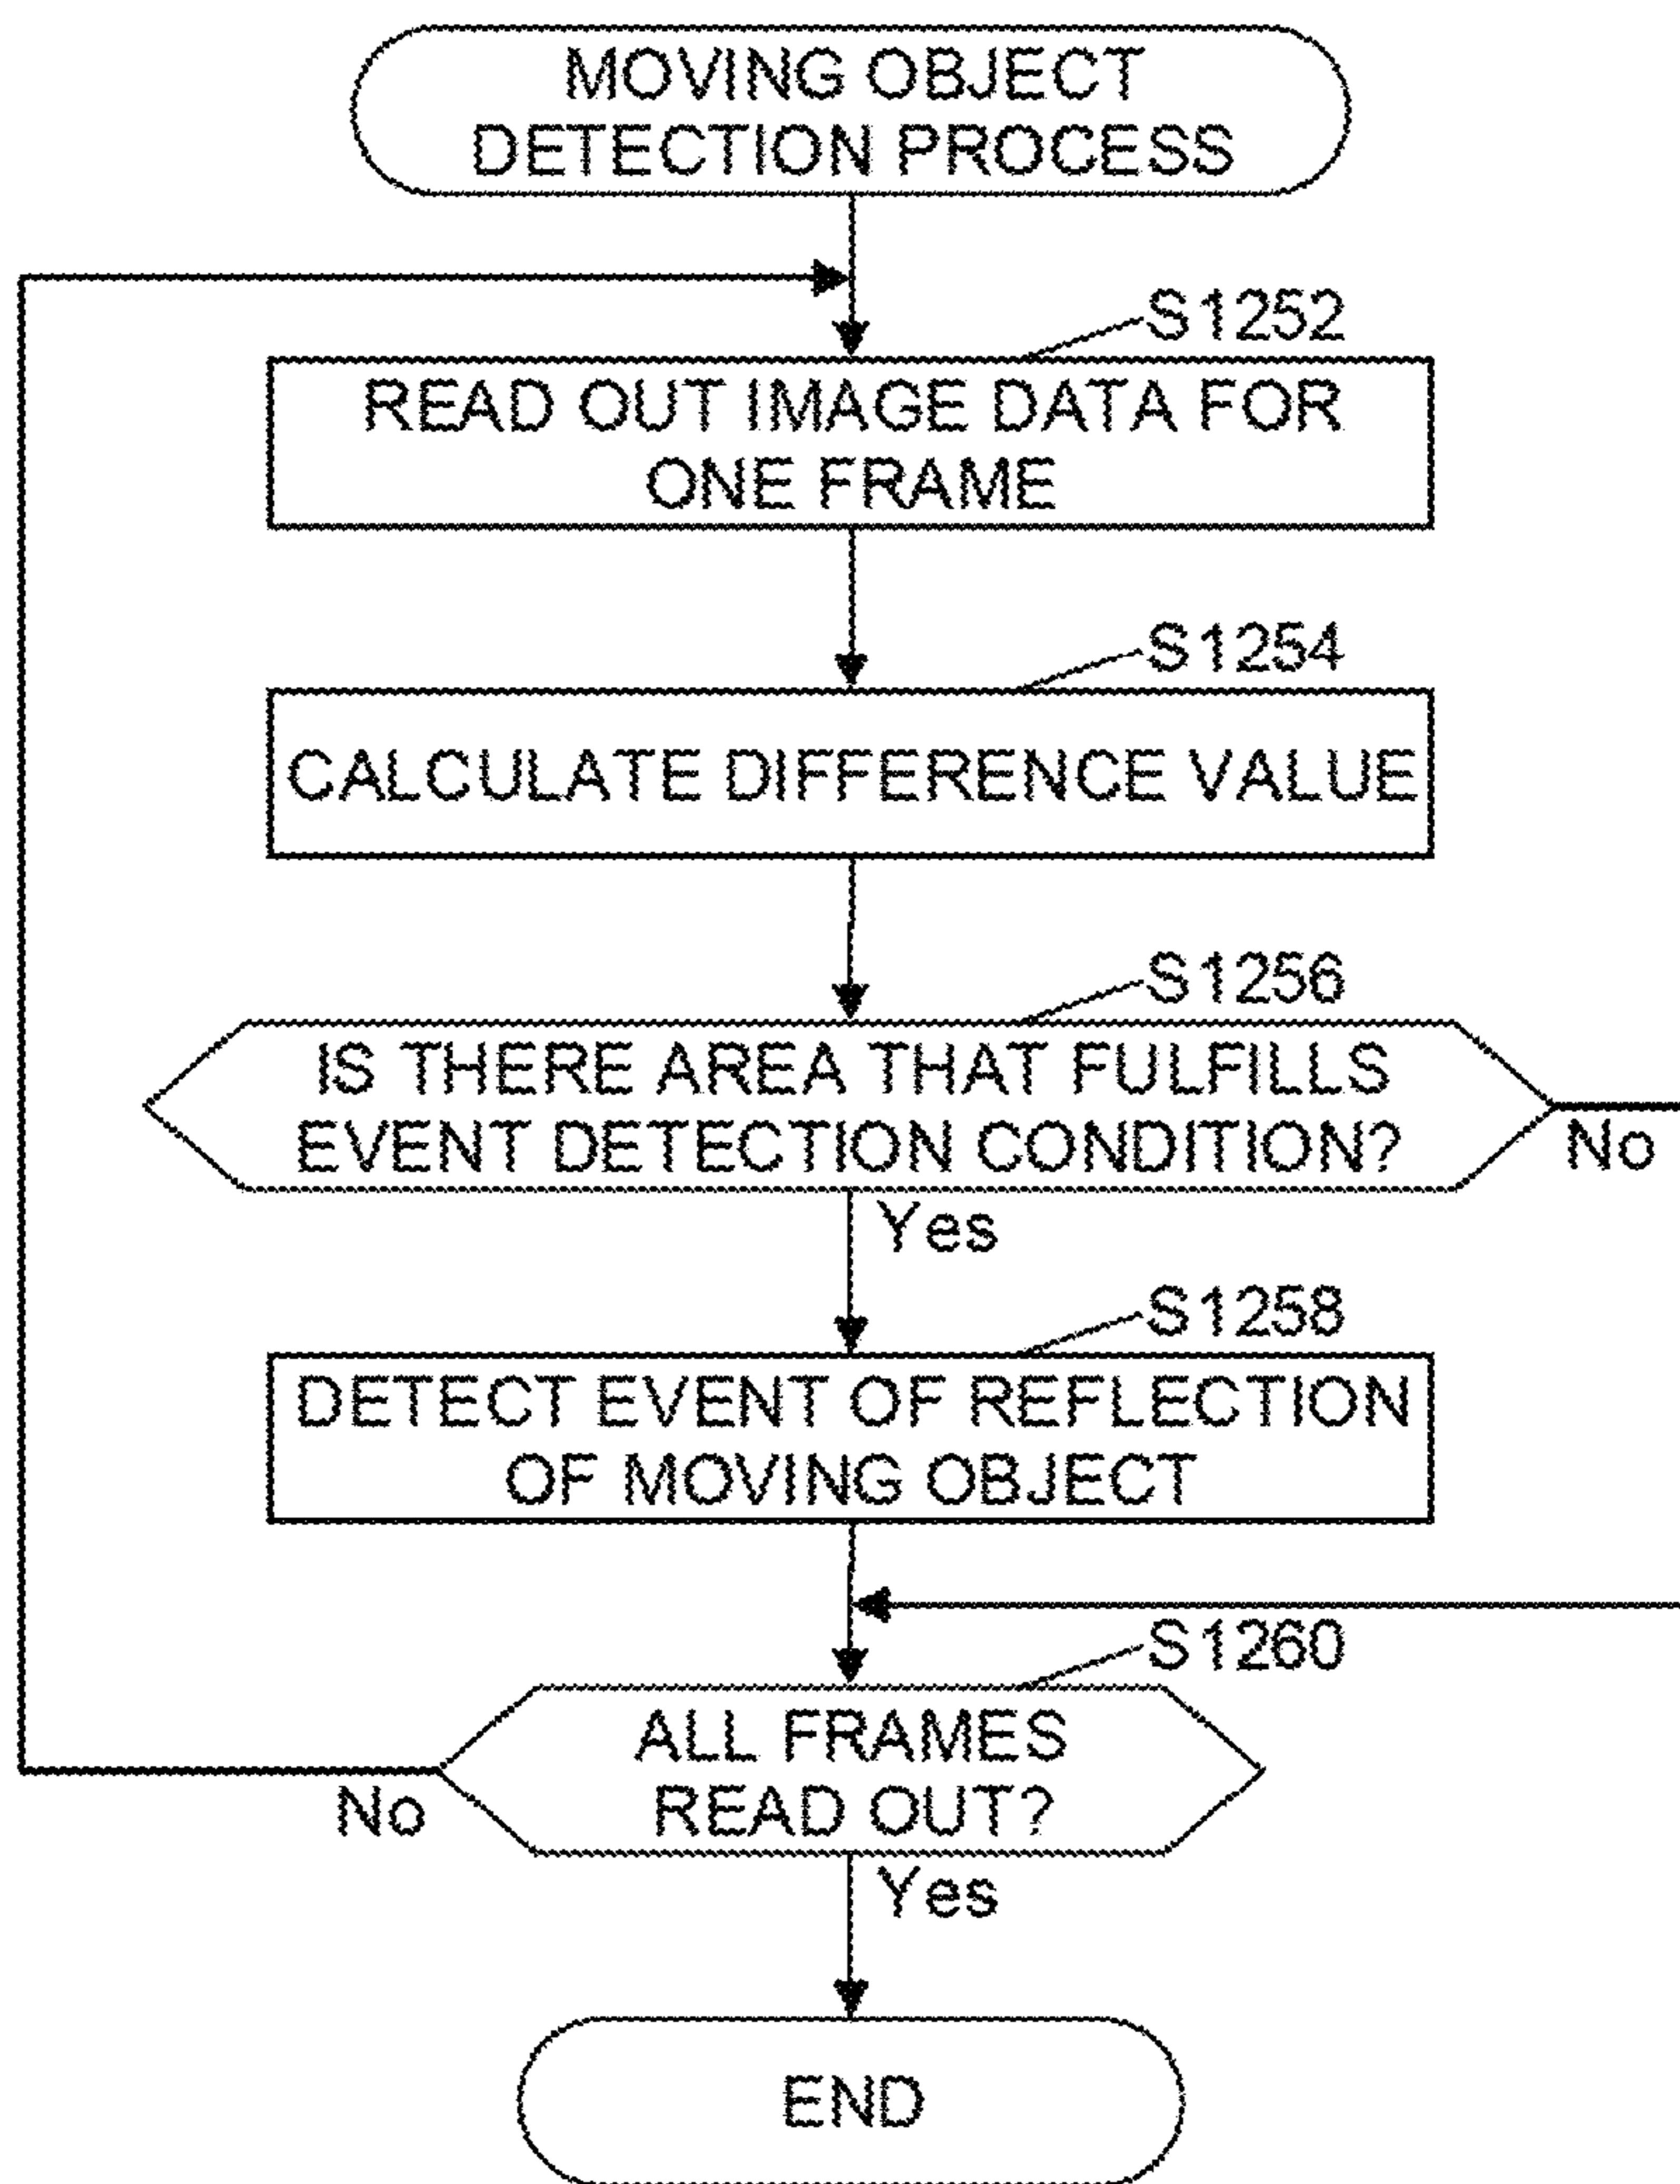 MOVING OBJECT
DETECTION PROCESS
S1252
READ OUT IMAGE DATA FOR
ONE FRAME
S1254
CALCULATE DIFFERENCE VALUE
S1256
IS THERE AREA THAT FULFILLS
EVENT DETECTION CONDITION?
No
Yes
S1258
DETECT EVENT OF REFLECTION
OF MOVING OBJECT
S1260
ALL FRAMES
READ OUT?
No
Yes
END